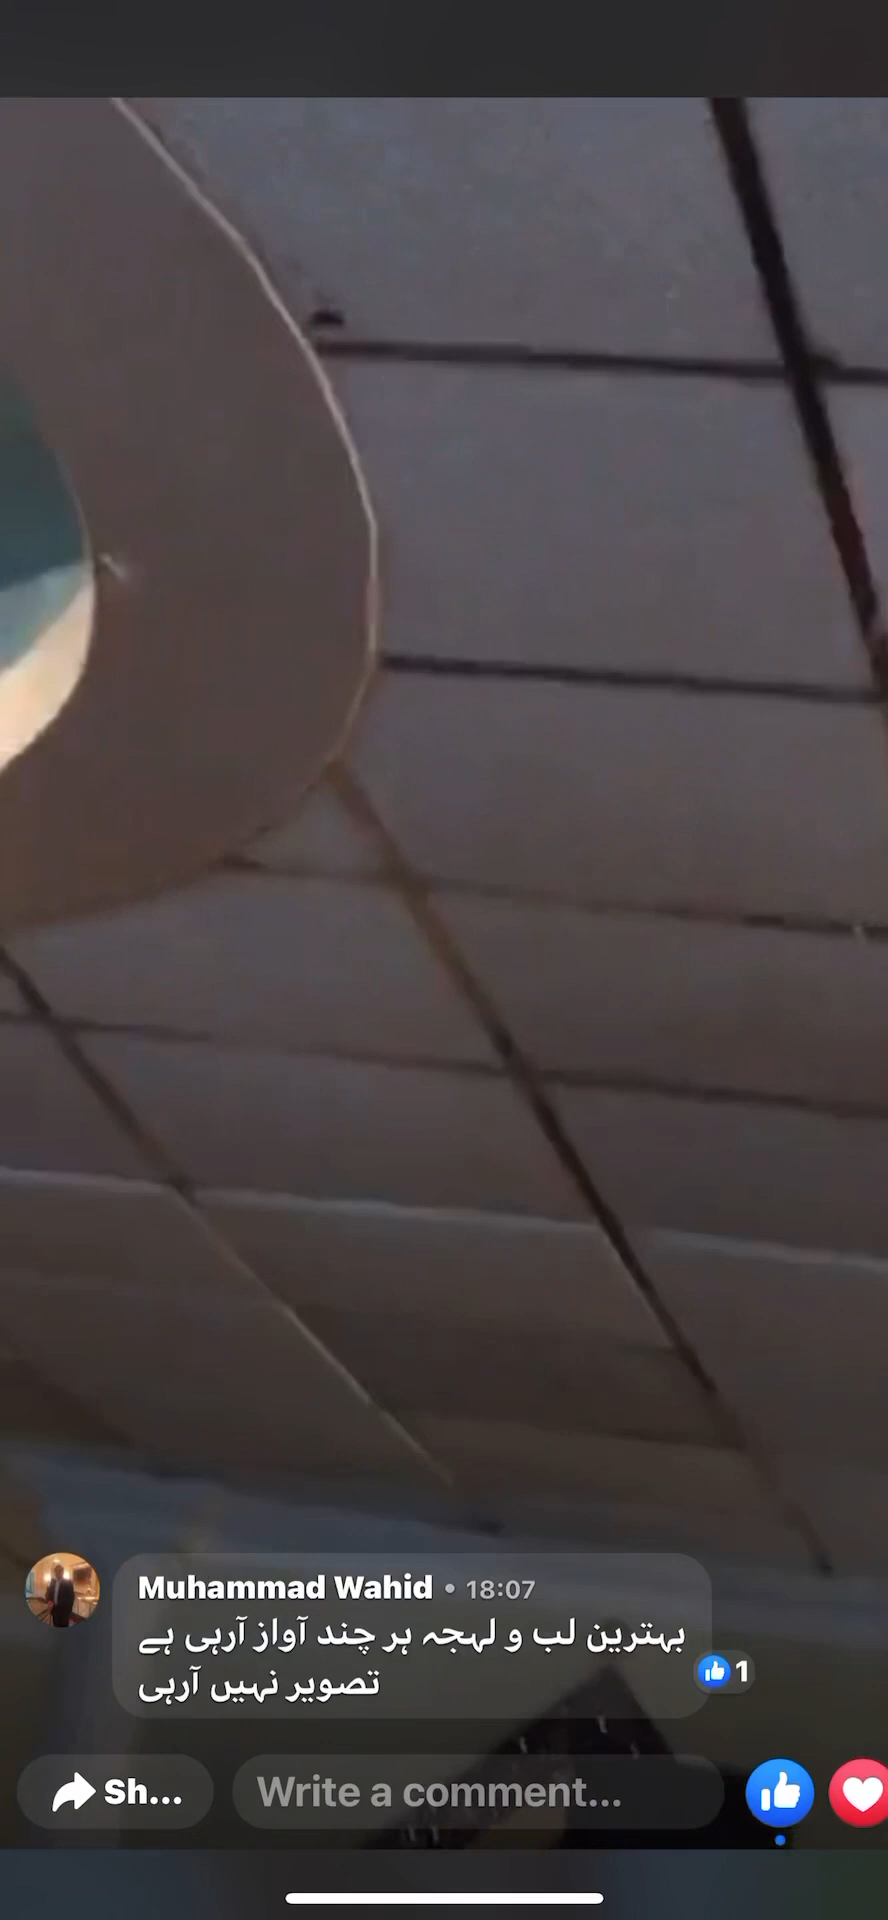 Muhammad Wahid • 18:07
بہترین لب و لہجہ ہر چند آواز آرہی ہے
تصویر نہیں آرہی
1
Sh...
Write a comment...